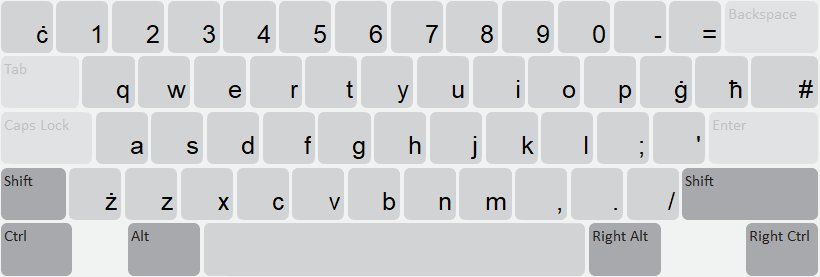 ċ 1 2 3 4 5 6 7 8 9 0 - = Backspace
Tab q w e r t y u i o p ġ ħ #
Caps Lock a s d f g h j k l ; ' Enter
Shift ż z x c v b n m , . / Shift
Ctrl Alt Right Alt Right Ctrl